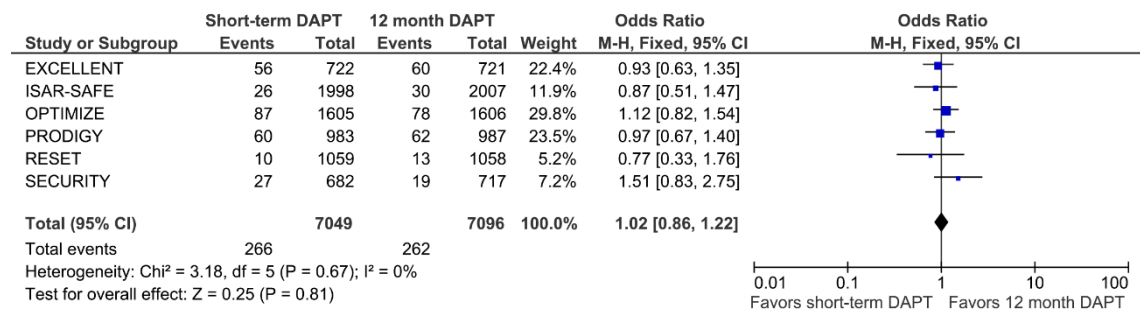 Short-term DAPT 12 month DAPT Odds Ratio Odds Ratio
Study or Subgroup Events Total Events Total Weight M-H, Fixed, 95% CI M-H, Fixed, 95% CI
EXCELLENT 56 722 60 721 22.4% 0.93 [0.63, 1.35]
ISAR-SAFE 26 1998 30 2007 11.9% 0.87 [0.51, 1.47]
OPTIMIZE 87 1605 78 1606 29.8% 1.12 [0.82, 1.54]
PRODIGY 60 983 62 987 23.5% 0.97 [0.67, 1.40]
RESET 10 1059 13 1058 5.2% 0.77 [0.33, 1.76]
SECURITY 27 682 19 717 7.2% 1.51 [0.83, 2.75]
Total (95% CI) 7049 7096 100.0% 1.02 [0.86, 1.22]
Total events 266 262
Heterogeneity: Chi² = 3.18, df = 5 (P = 0.67); I² = 0%
Test for overall effect: Z = 0.25 (P = 0.81)
0.01 0.1 1 10 100
Favors short-term DAPT Favors 12 month DAPT